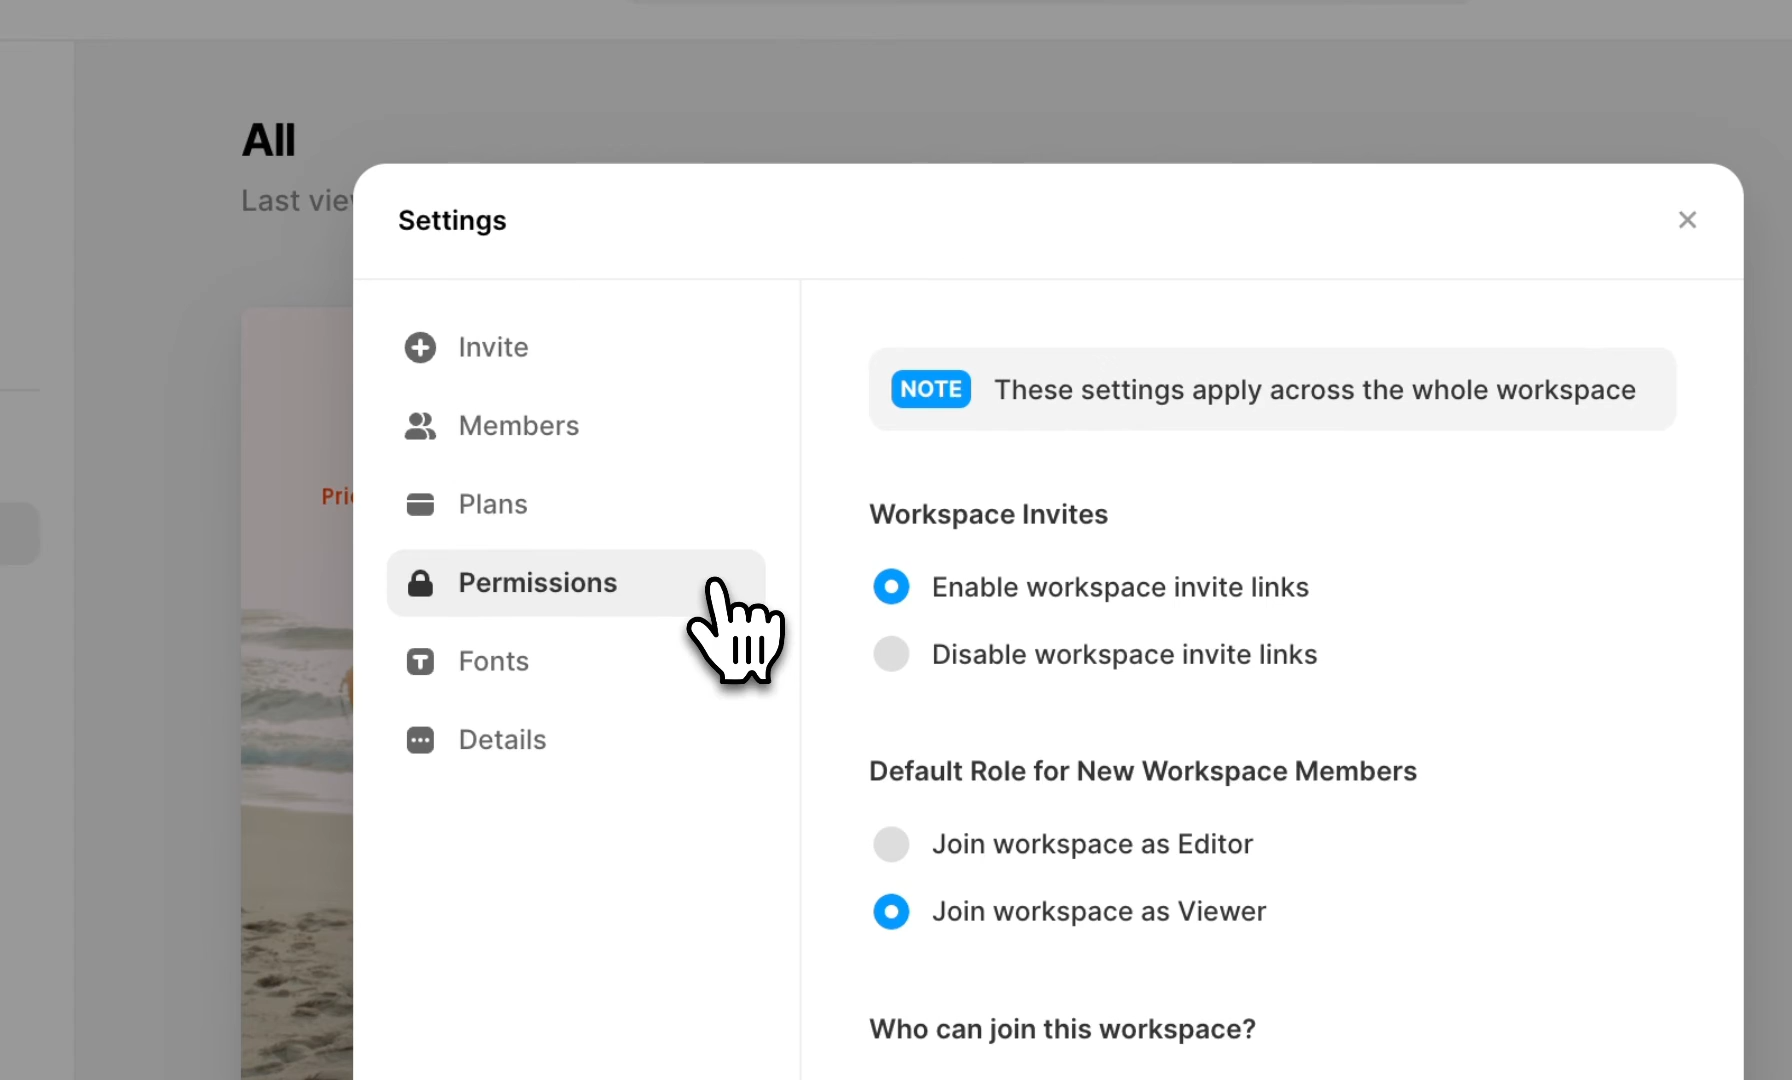 All
Last vie
Settings
Invite
Members
Plans
Permissions
Fonts
Details
NOTE These settings apply across the whole workspace
Workspace Invites
Enable workspace invite links
Disable workspace invite links
Default Role for New Workspace Members
Join workspace as Editor
Join workspace as Viewer
Who can join this workspace?